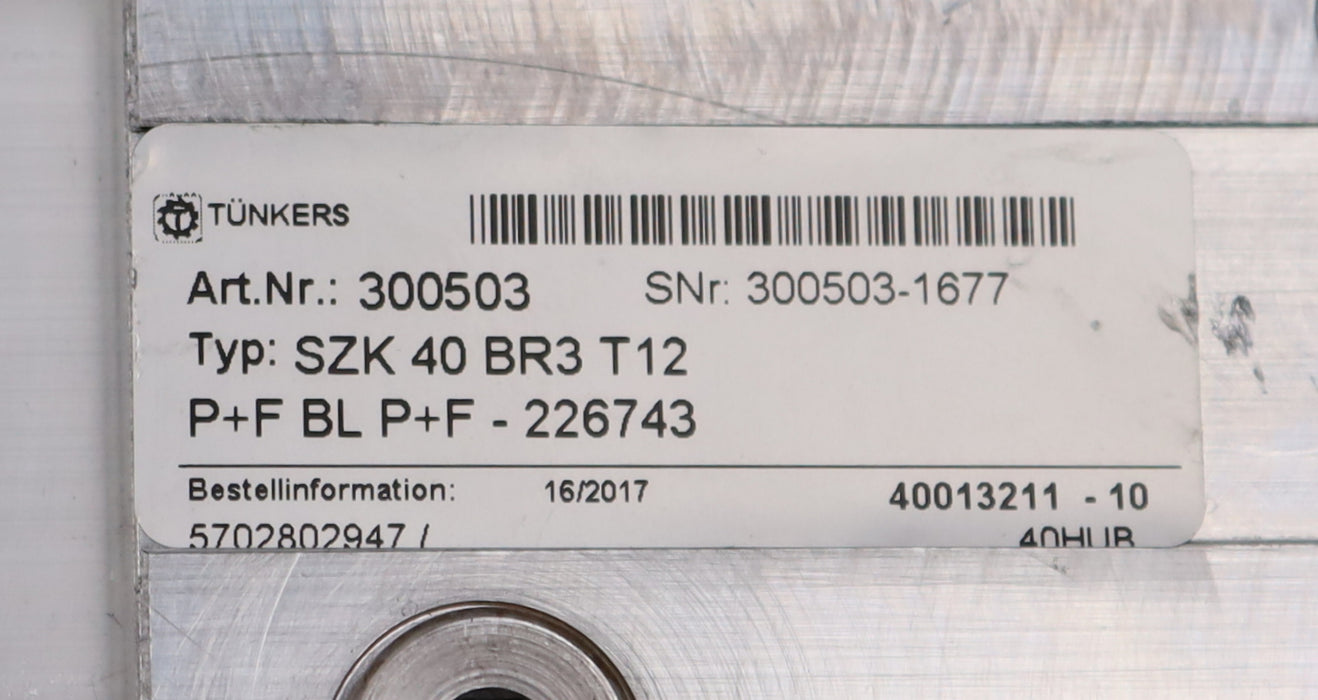 TÜNKERS
Art.Nr.: 300503 SNr: 300503-1677
Typ: SZK 40 BR3 T12
P+F BL P+F - 226743
Bestellinformation: 16/2017 40013211 - 10
5702802947 / 40HUB